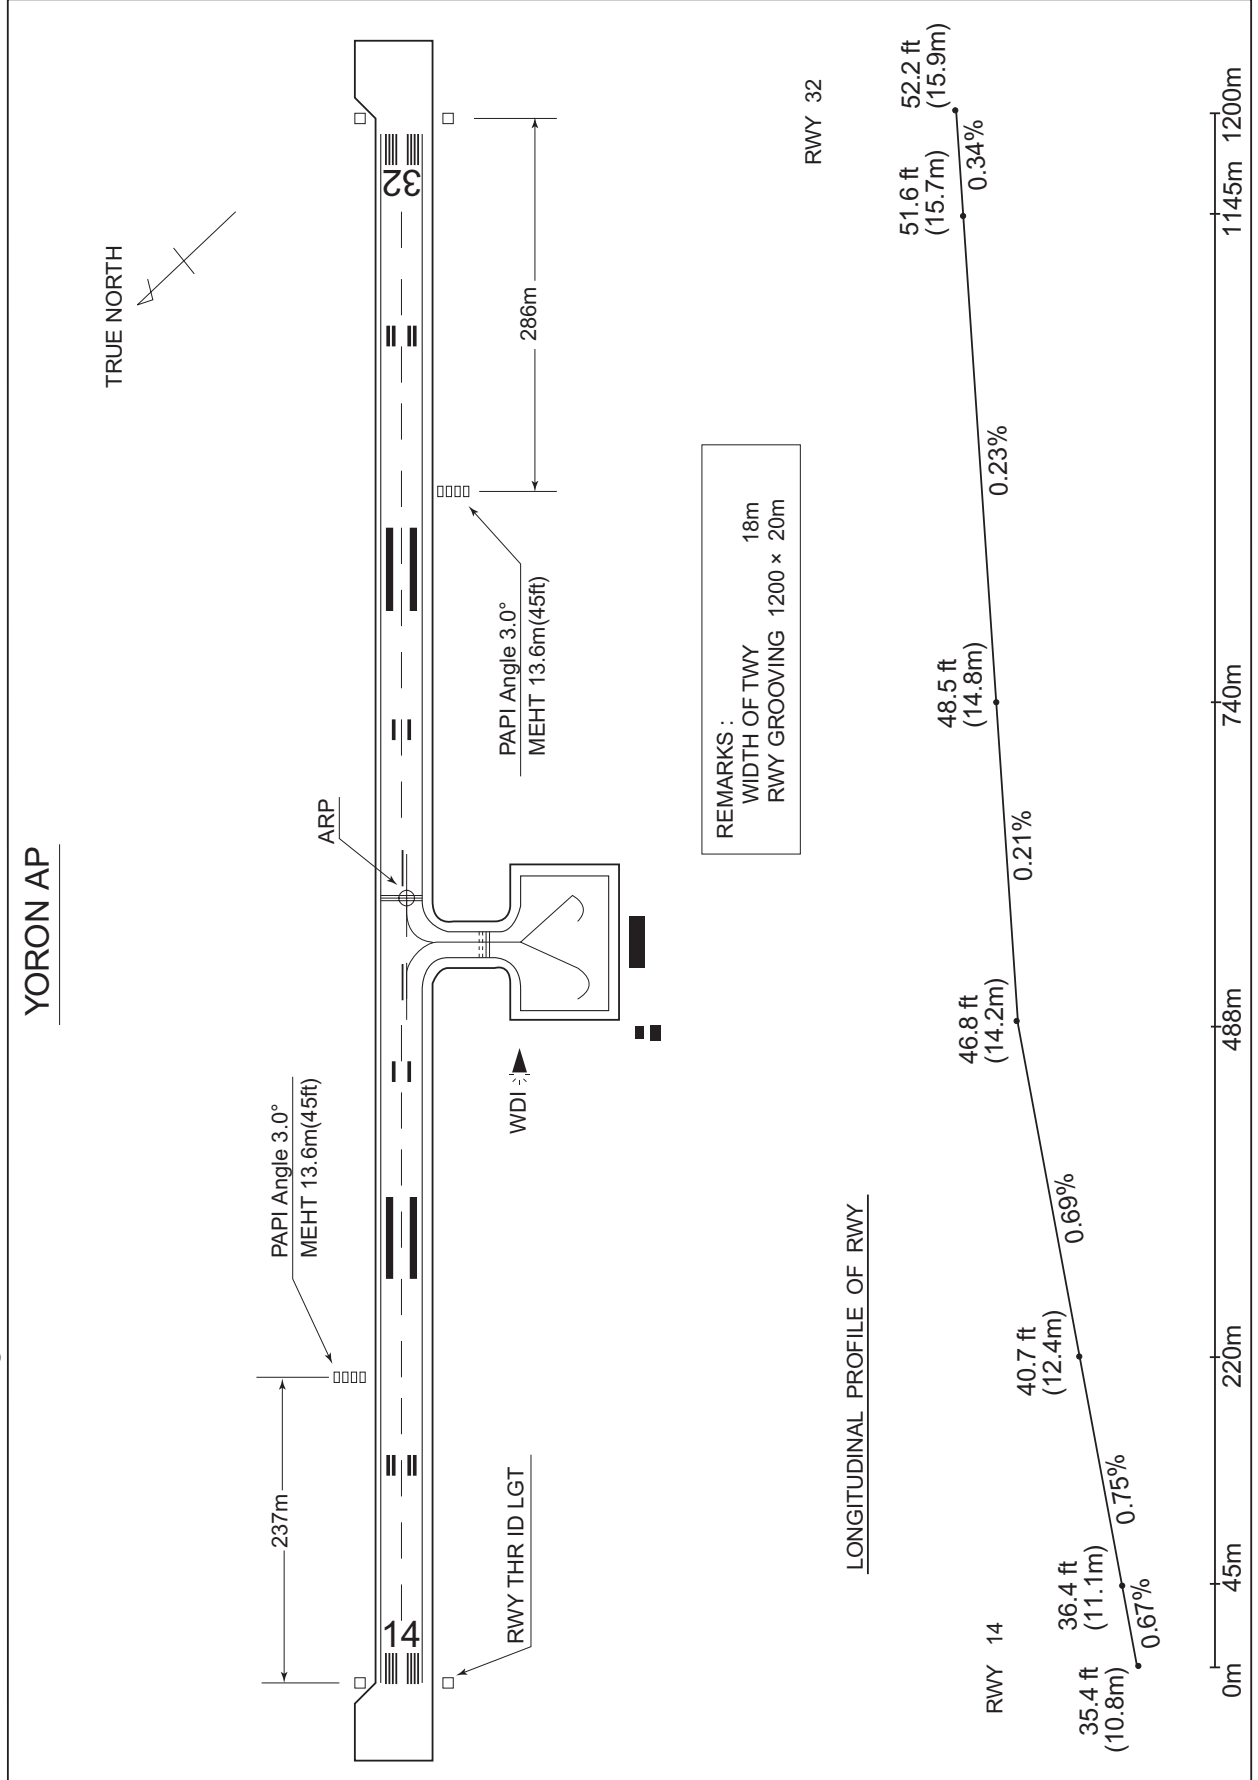 YORON AP
TRUE NORTH
PAPI Angle 3.0°
MEHT 13.6m(45ft)
ARP
237m
14
32
286m
RWY THR ID LGT
WDI
PAPI Angle 3.0°
MEHT 13.6m(45ft)
REMARKS :
WIDTH OF TWY 18m
RWY GROOVING 1200 × 20m
LONGITUDINAL PROFILE OF RWY
RWY 14
RWY 32
35.4 ft
(10.8m)
36.4 ft
(11.1m)
40.7 ft
(12.4m)
46.8 ft
(14.2m)
48.5 ft
(14.8m)
51.6 ft
(15.7m)
52.2 ft
(15.9m)
0.67%
0.75%
0.69%
0.21%
0.23%
0.34%
0m 45m 220m 488m 740m 1145m 1200m